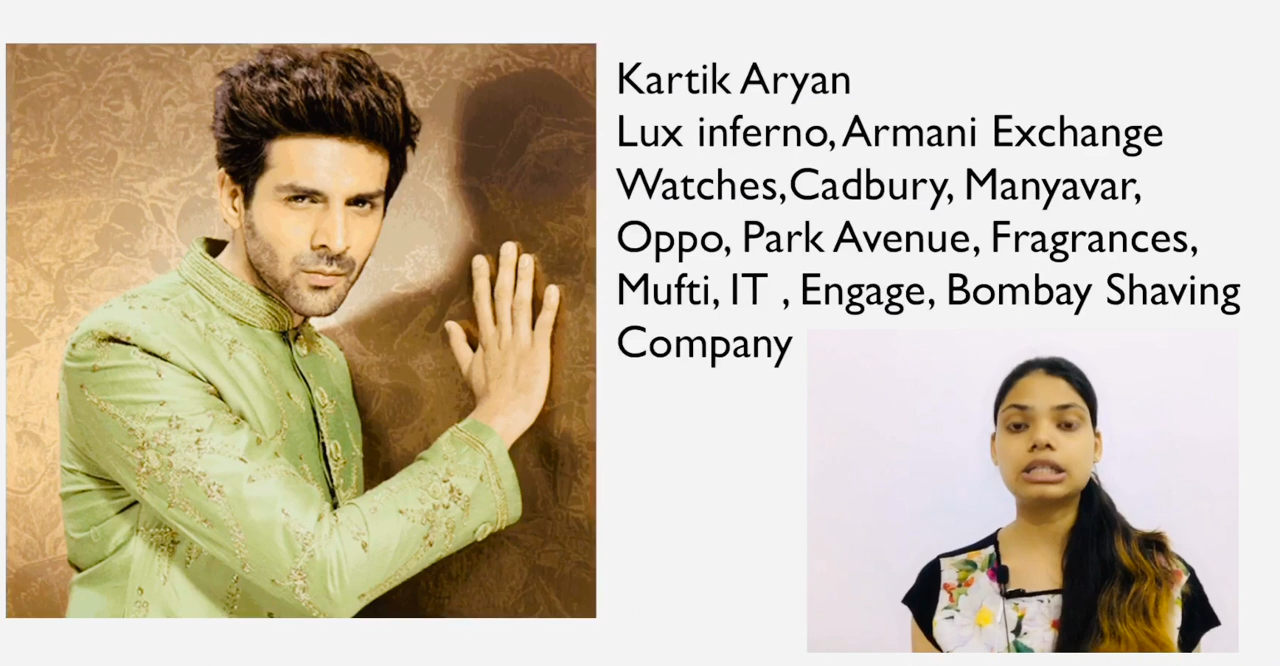 Kartik Aryan
Lux inferno, Armani Exchange
Watches,Cadbury, Manyavar,
Oppo, Park Avenue, Fragrances,
Mufti, IT , Engage, Bombay Shaving
Company